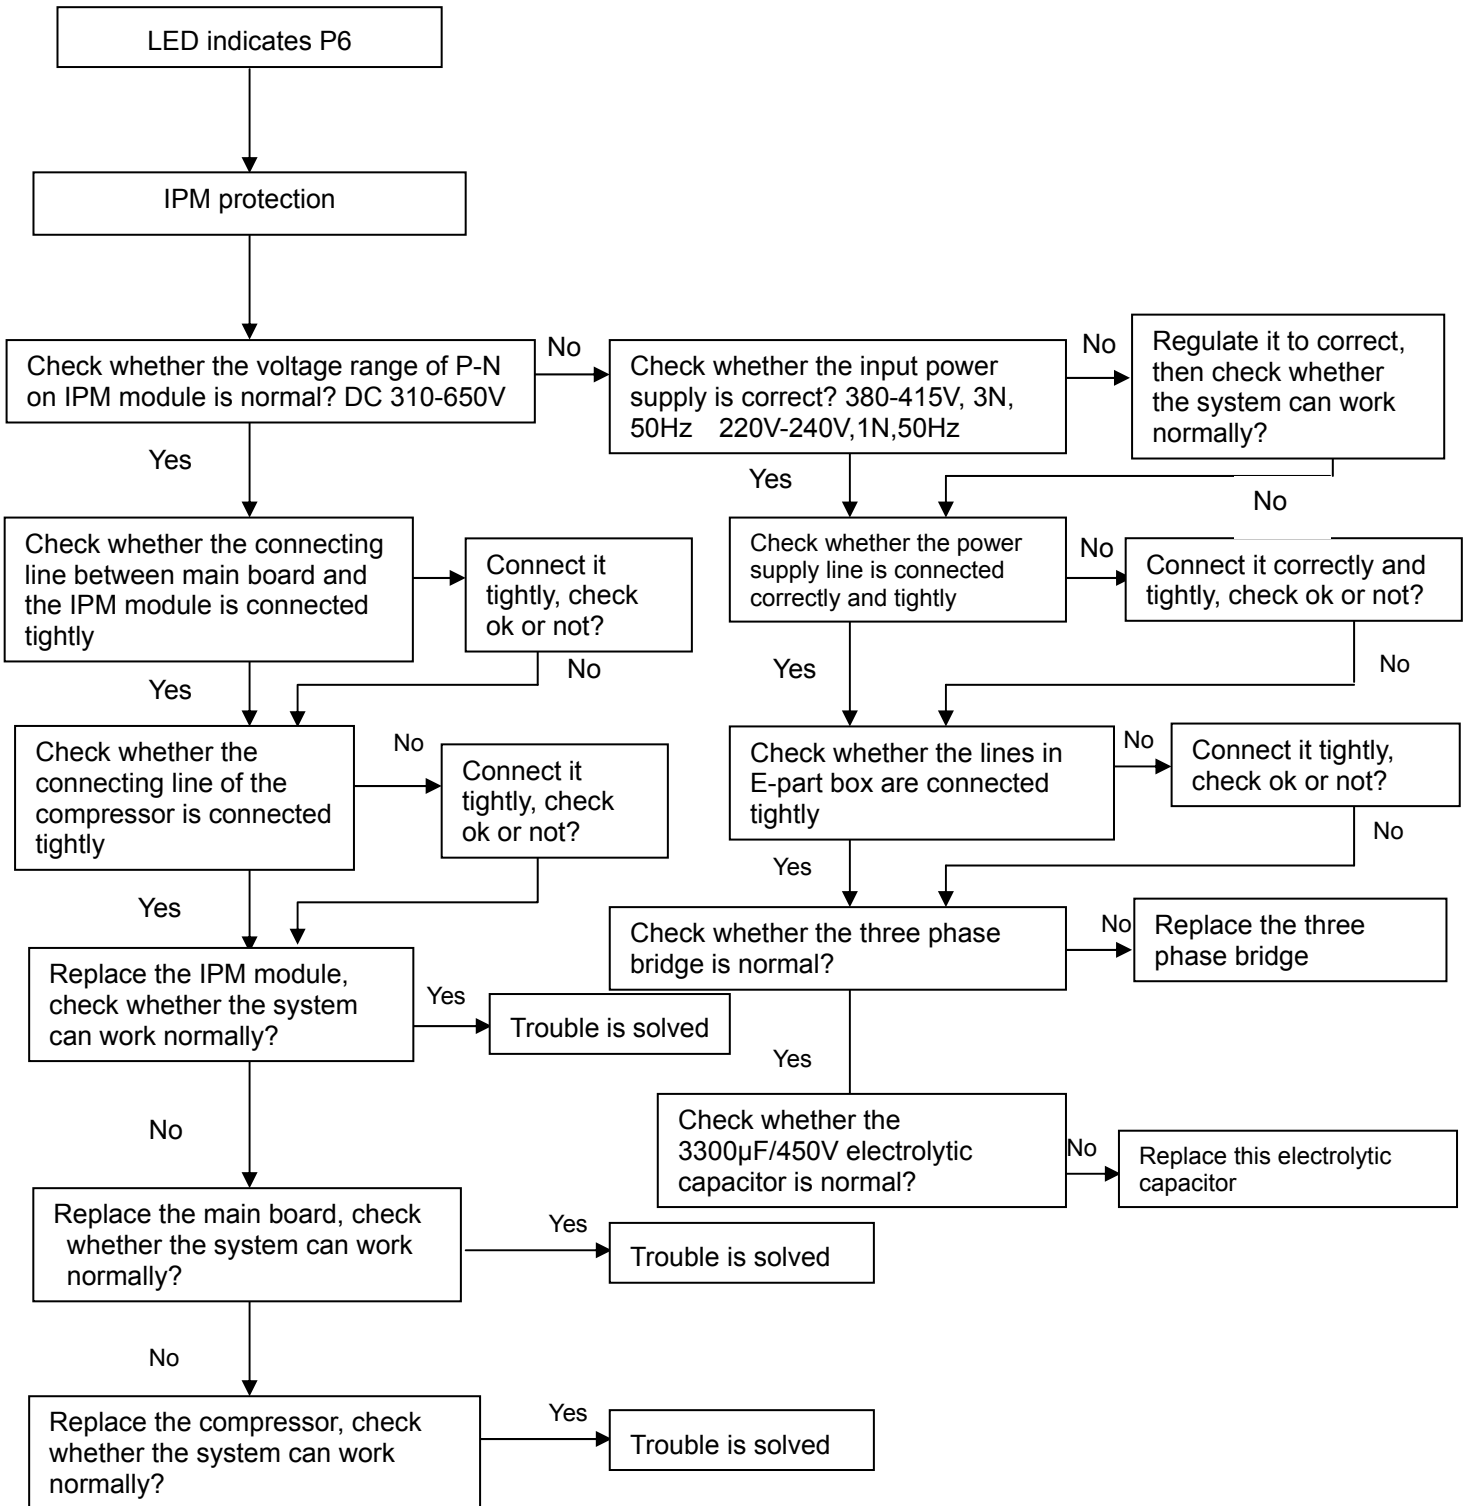 LED indicates P6
IPM protection
Check whether the voltage range of P-N
on IPM module is normal? DC 310-650V
No
Check whether the input power
supply is correct? 380-415V, 3N,
50Hz 220V-240V,1N,50Hz
No
Regulate it to correct,
then check whether
the system can work
normally?
Yes
Yes
No
Check whether the connecting
line between main board and
the IPM module is connected
tightly
Connect it
tightly, check
ok or not?
Check whether the power
supply line is connected
correctly and tightly
No
Connect it correctly and
tightly, check ok or not?
Yes
No
Yes
No
Check whether the
connecting line of the
compressor is connected
tightly
No
Connect it
tightly, check
ok or not?
Check whether the lines in
E-part box are connected
tightly
No
Connect it tightly,
check ok or not?
Yes
Yes
No
Replace the IPM module,
check whether the system
can work normally?
Yes
Trouble is solved
Check whether the three phase
bridge is normal?
No
Replace the three
phase bridge
No
Yes
Check whether the
3300μF/450V electrolytic
capacitor is normal?
No
Replace this electrolytic
capacitor
Replace the main board, check
whether the system can work
normally?
Yes
Trouble is solved
No
Replace the compressor, check
whether the system can work
normally?
Yes
Trouble is solved